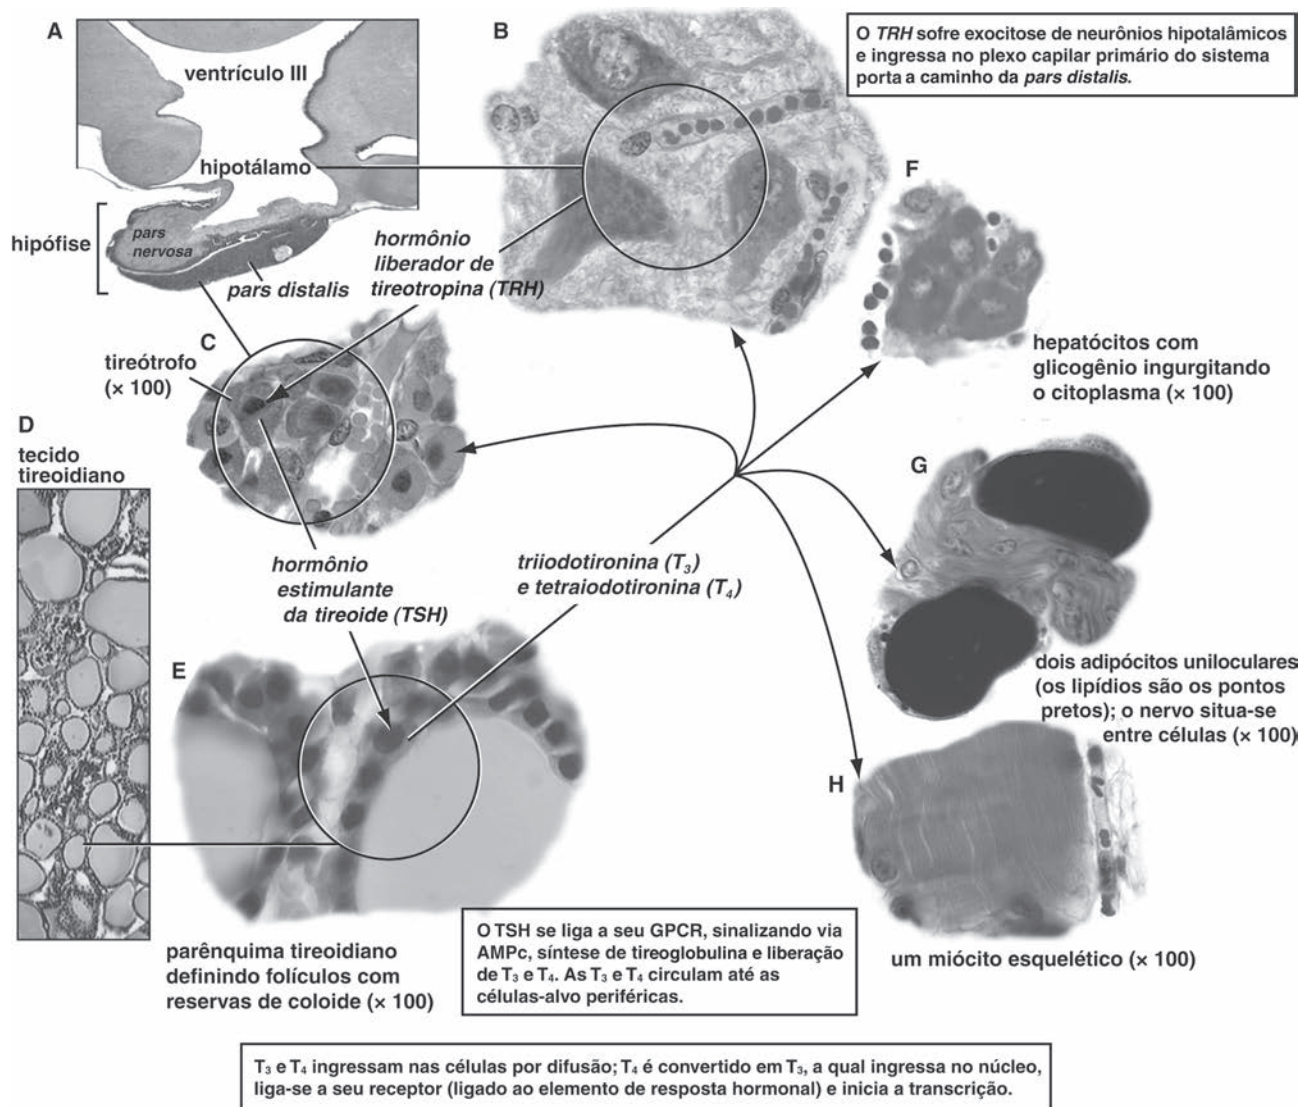 A
ventrículo III
hipotálamo
hipófise
pars
nervosa
pars distalis
B
O TRH sofre exocitose de neurônios hipotalâmicos
e ingressa no plexo capilar primário do sistema
porta a caminho da pars distalis.
hormônio
liberador de
tireotropina (TRH)
C
tireótrofo
(× 100)
F
hepatócitos com
glicogênio ingurgitando
o citoplasma (× 100)
D
tecido
tireoidiano
hormônio
estimulante
da tireoide (TSH)
triiodotironina (T₃)
e tetraiodotironina (T₄)
G
dois adipócitos uniloculares
(os lipídios são os pontos
pretos); o nervo situa-se
entre células (× 100)
E
parênquima tireoidiano
definindo folículos com
reservas de coloide (× 100)
O TSH se liga a seu GPCR, sinalizando via
AMPc, síntese de tireoglobulina e liberação
de T₃ e T₄. As T₃ e T₄ circulam até as
células-alvo periféricas.
H
um miócito esquelético (× 100)
T₃ e T₄ ingressam nas células por difusão; T₄ é convertido em T₃, a qual ingressa no núcleo,
liga-se a seu receptor (ligado ao elemento de resposta hormonal) e inicia a transcrição.